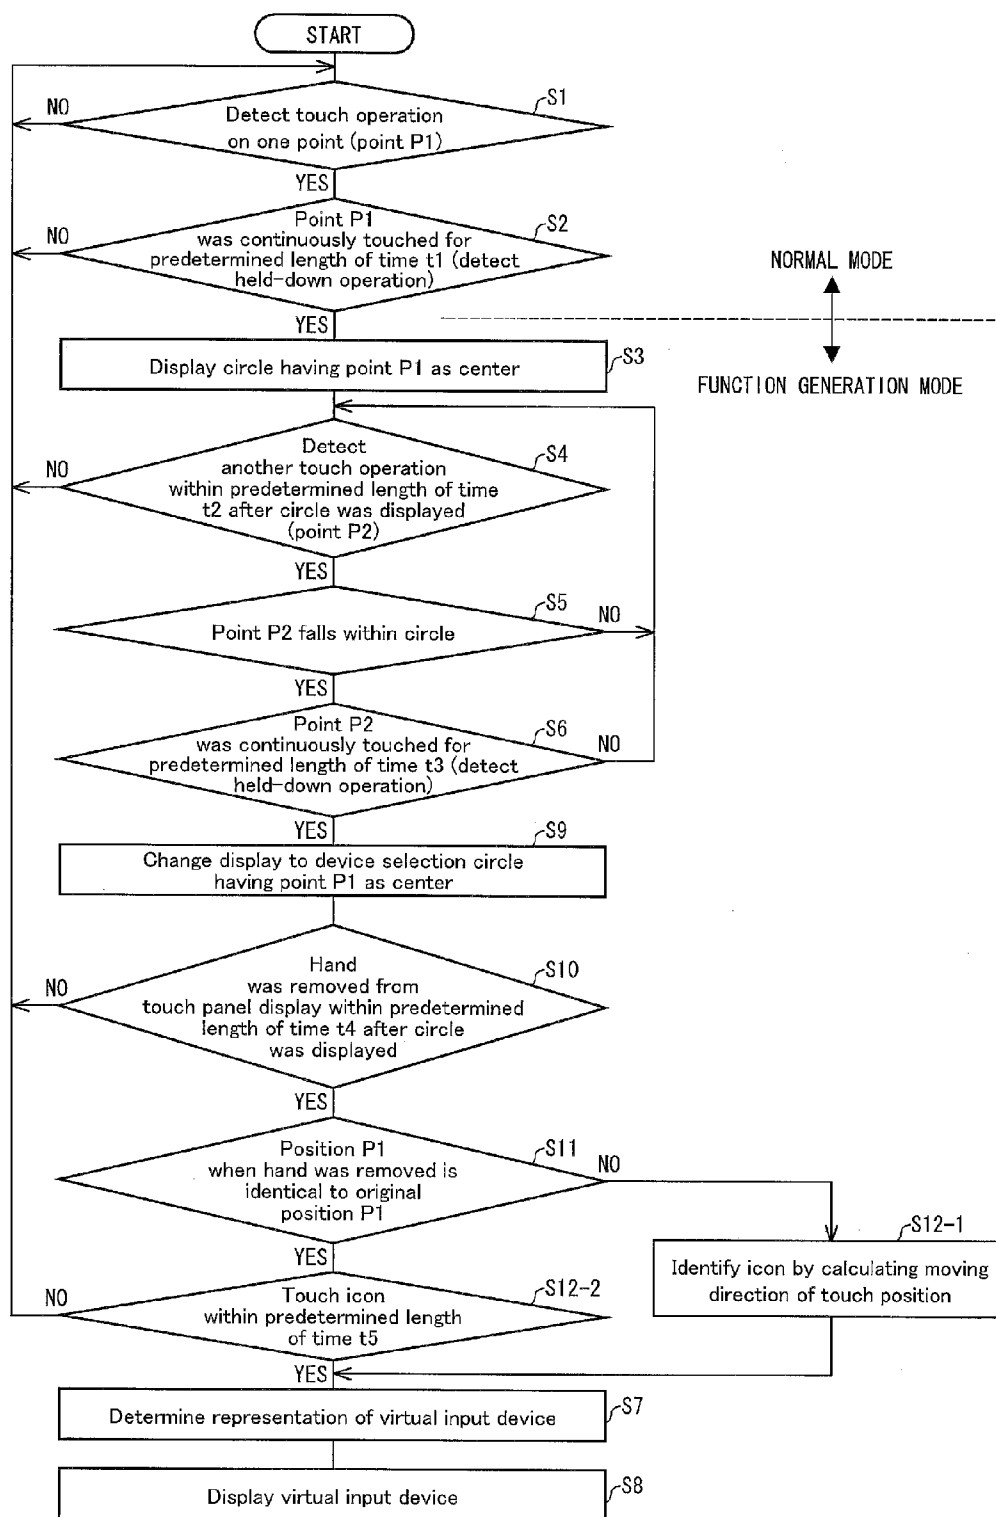 START
NO
S1
Detect touch operation
on one point (point P1)
YES
NO
S2
Point P1
was continuously touched for
predetermined length of time t1 (detect
held-down operation)
YES
NORMAL MODE
FUNCTION GENERATION MODE
S3
Display circle having point P1 as center
NO
S4
Detect
another touch operation
within predetermined length of time
t2 after circle was displayed
(point P2)
YES
S5
NO
Point P2 falls within circle
YES
S6
NO
Point P2
was continuously touched for
predetermined length of time t3 (detect
held-down operation)
YES
S9
Change display to device selection circle
having point P1 as center
NO
S10
Hand
was removed from
touch panel display within predetermined
length of time t4 after circle
was displayed
YES
S11
NO
Position P1
when hand was removed is
identical to original
position P1
YES
S12-1
Identify icon by calculating moving
direction of touch position
NO
S12-2
Touch icon
within predetermined length
of time t5
YES
S7
Determine representation of virtual input device
S8
Display virtual input device